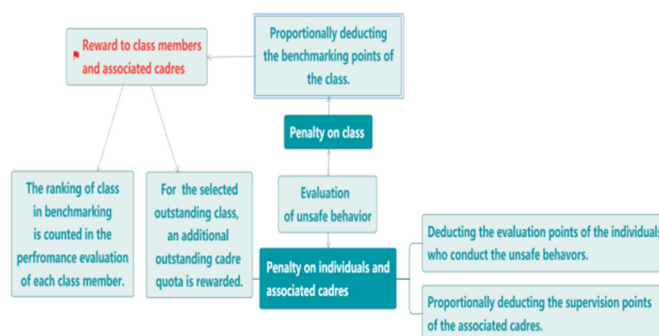 Reward to class members
and associated cadres
Proportionally deducting
the benchmarking points of
the class.
Penalty on class
The ranking of class
in benchmarking
is counted in the
perfromance evaluation
of each class member.
For the selected
outstanding class,
an additional
outstanding cadre
quota is rewarded.
Evaluation
of unsafe behavior
Penalty on individuals and
associated cadres
Deducting the evaluation points of the individuals
who conduct the unsafe behavors.
Proportionally deducting the supervision points
of the associated cadres.